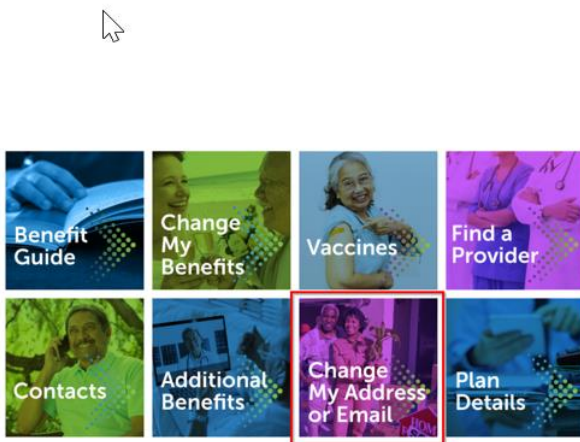 Benefit
Guide
Change
My
Benefits
Vaccines
Find a
Provider
Contacts
Additional
Benefits
Change
My Address
or Email
Plan
Details